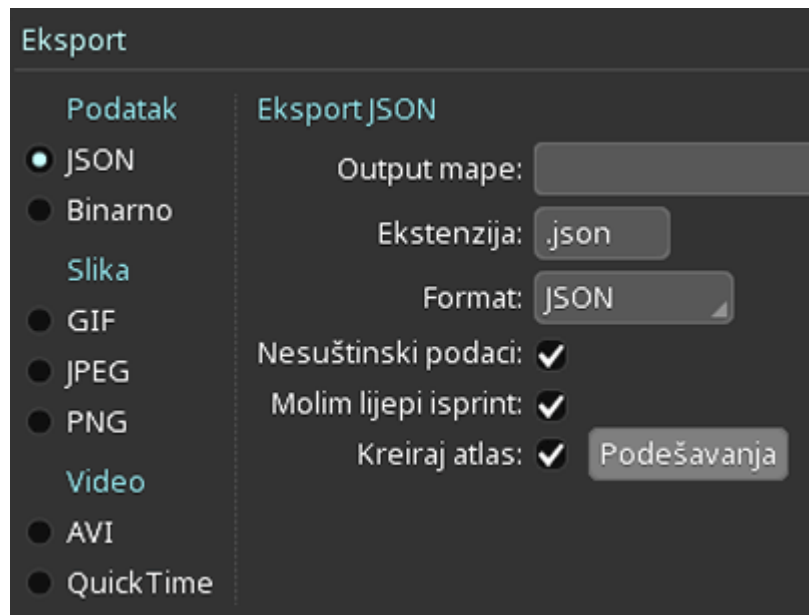 Eksport
Podatak
JSON
Binarno
Slika
GIF
JPEG
PNG
Video
AVI
QuickTime
Eksport JSON
Output mape:
Ekstenzija: .json
Format: JSON
Nesuštinski podaci:
Molim lijepi isprint:
Kreiraj atlas: Podešavanja